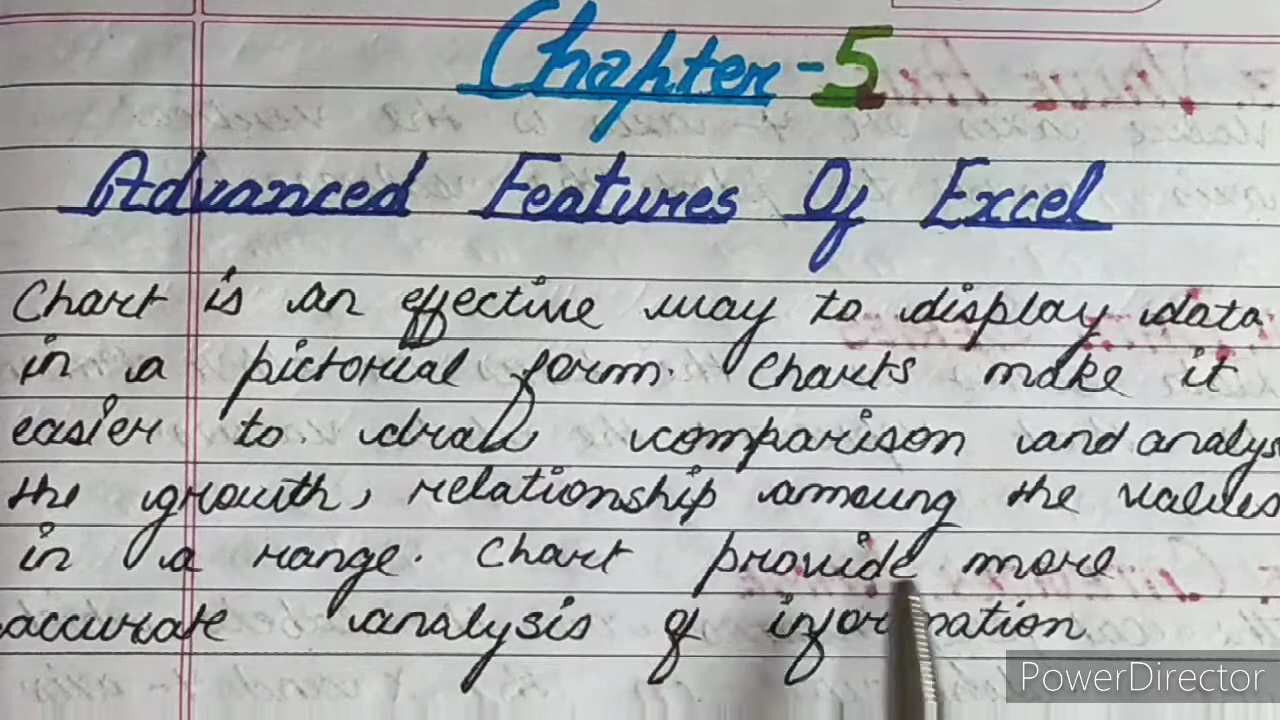 Chapter-5
Advanced Features Of Excel
Chart is an effective way to display data
in a pictorial form. Charts make it
easier to draw comparison and analys
the growth, relationship amoung the values
in a range. Chart provide more
accurate analysis of information
PowerDirector